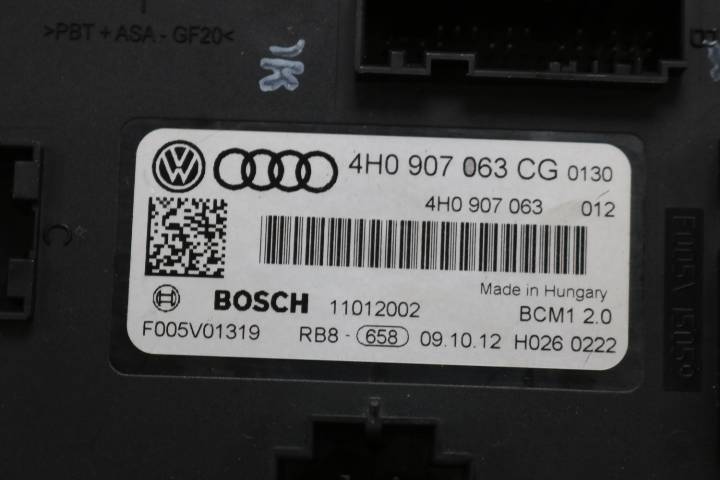 >PBT + ASA - GF20<
1K
4H0 907 063 CG 0130
4H0 907 063 012
Made in Hungary
BOSCH 11012002 BCM1 2.0
F005V01319 RB8 - 658 09.10.12 H026 0222
C